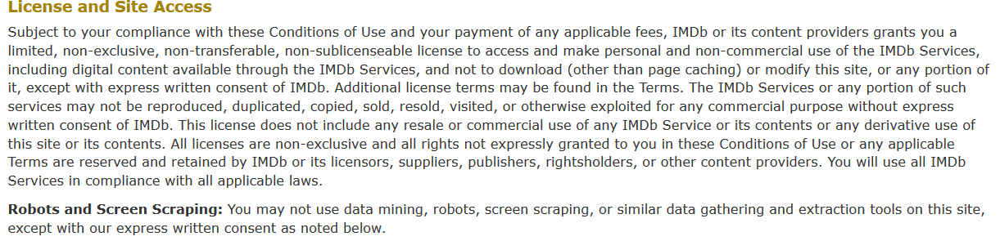 License and Site Access
Subject to your compliance with these Conditions of Use and your payment of any applicable fees, IMDb or its content providers grants you a
limited, non-exclusive, non-transferable, non-sublicenseable license to access and make personal and non-commercial use of the IMDb Services,
including digital content available through the IMDb Services, and not to download (other than page caching) or modify this site, or any portion of
it, except with express written consent of IMDb. Additional license terms may be found in the Terms. The IMDb Services or any portion of such
services may not be reproduced, duplicated, copied, sold, resold, visited, or otherwise exploited for any commercial purpose without express
written consent of IMDb. This license does not include any resale or commercial use of any IMDb Service or its contents or any derivative use of
this site or its contents. All licenses are non-exclusive and all rights not expressly granted to you in these Conditions of Use or any applicable
Terms are reserved and retained by IMDb or its licensors, suppliers, publishers, rightsholders, or other content providers. You will use all IMDb
Services in compliance with all applicable laws.
Robots and Screen Scraping: You may not use data mining, robots, screen scraping, or similar data gathering and extraction tools on this site,
except with our express written consent as noted below.